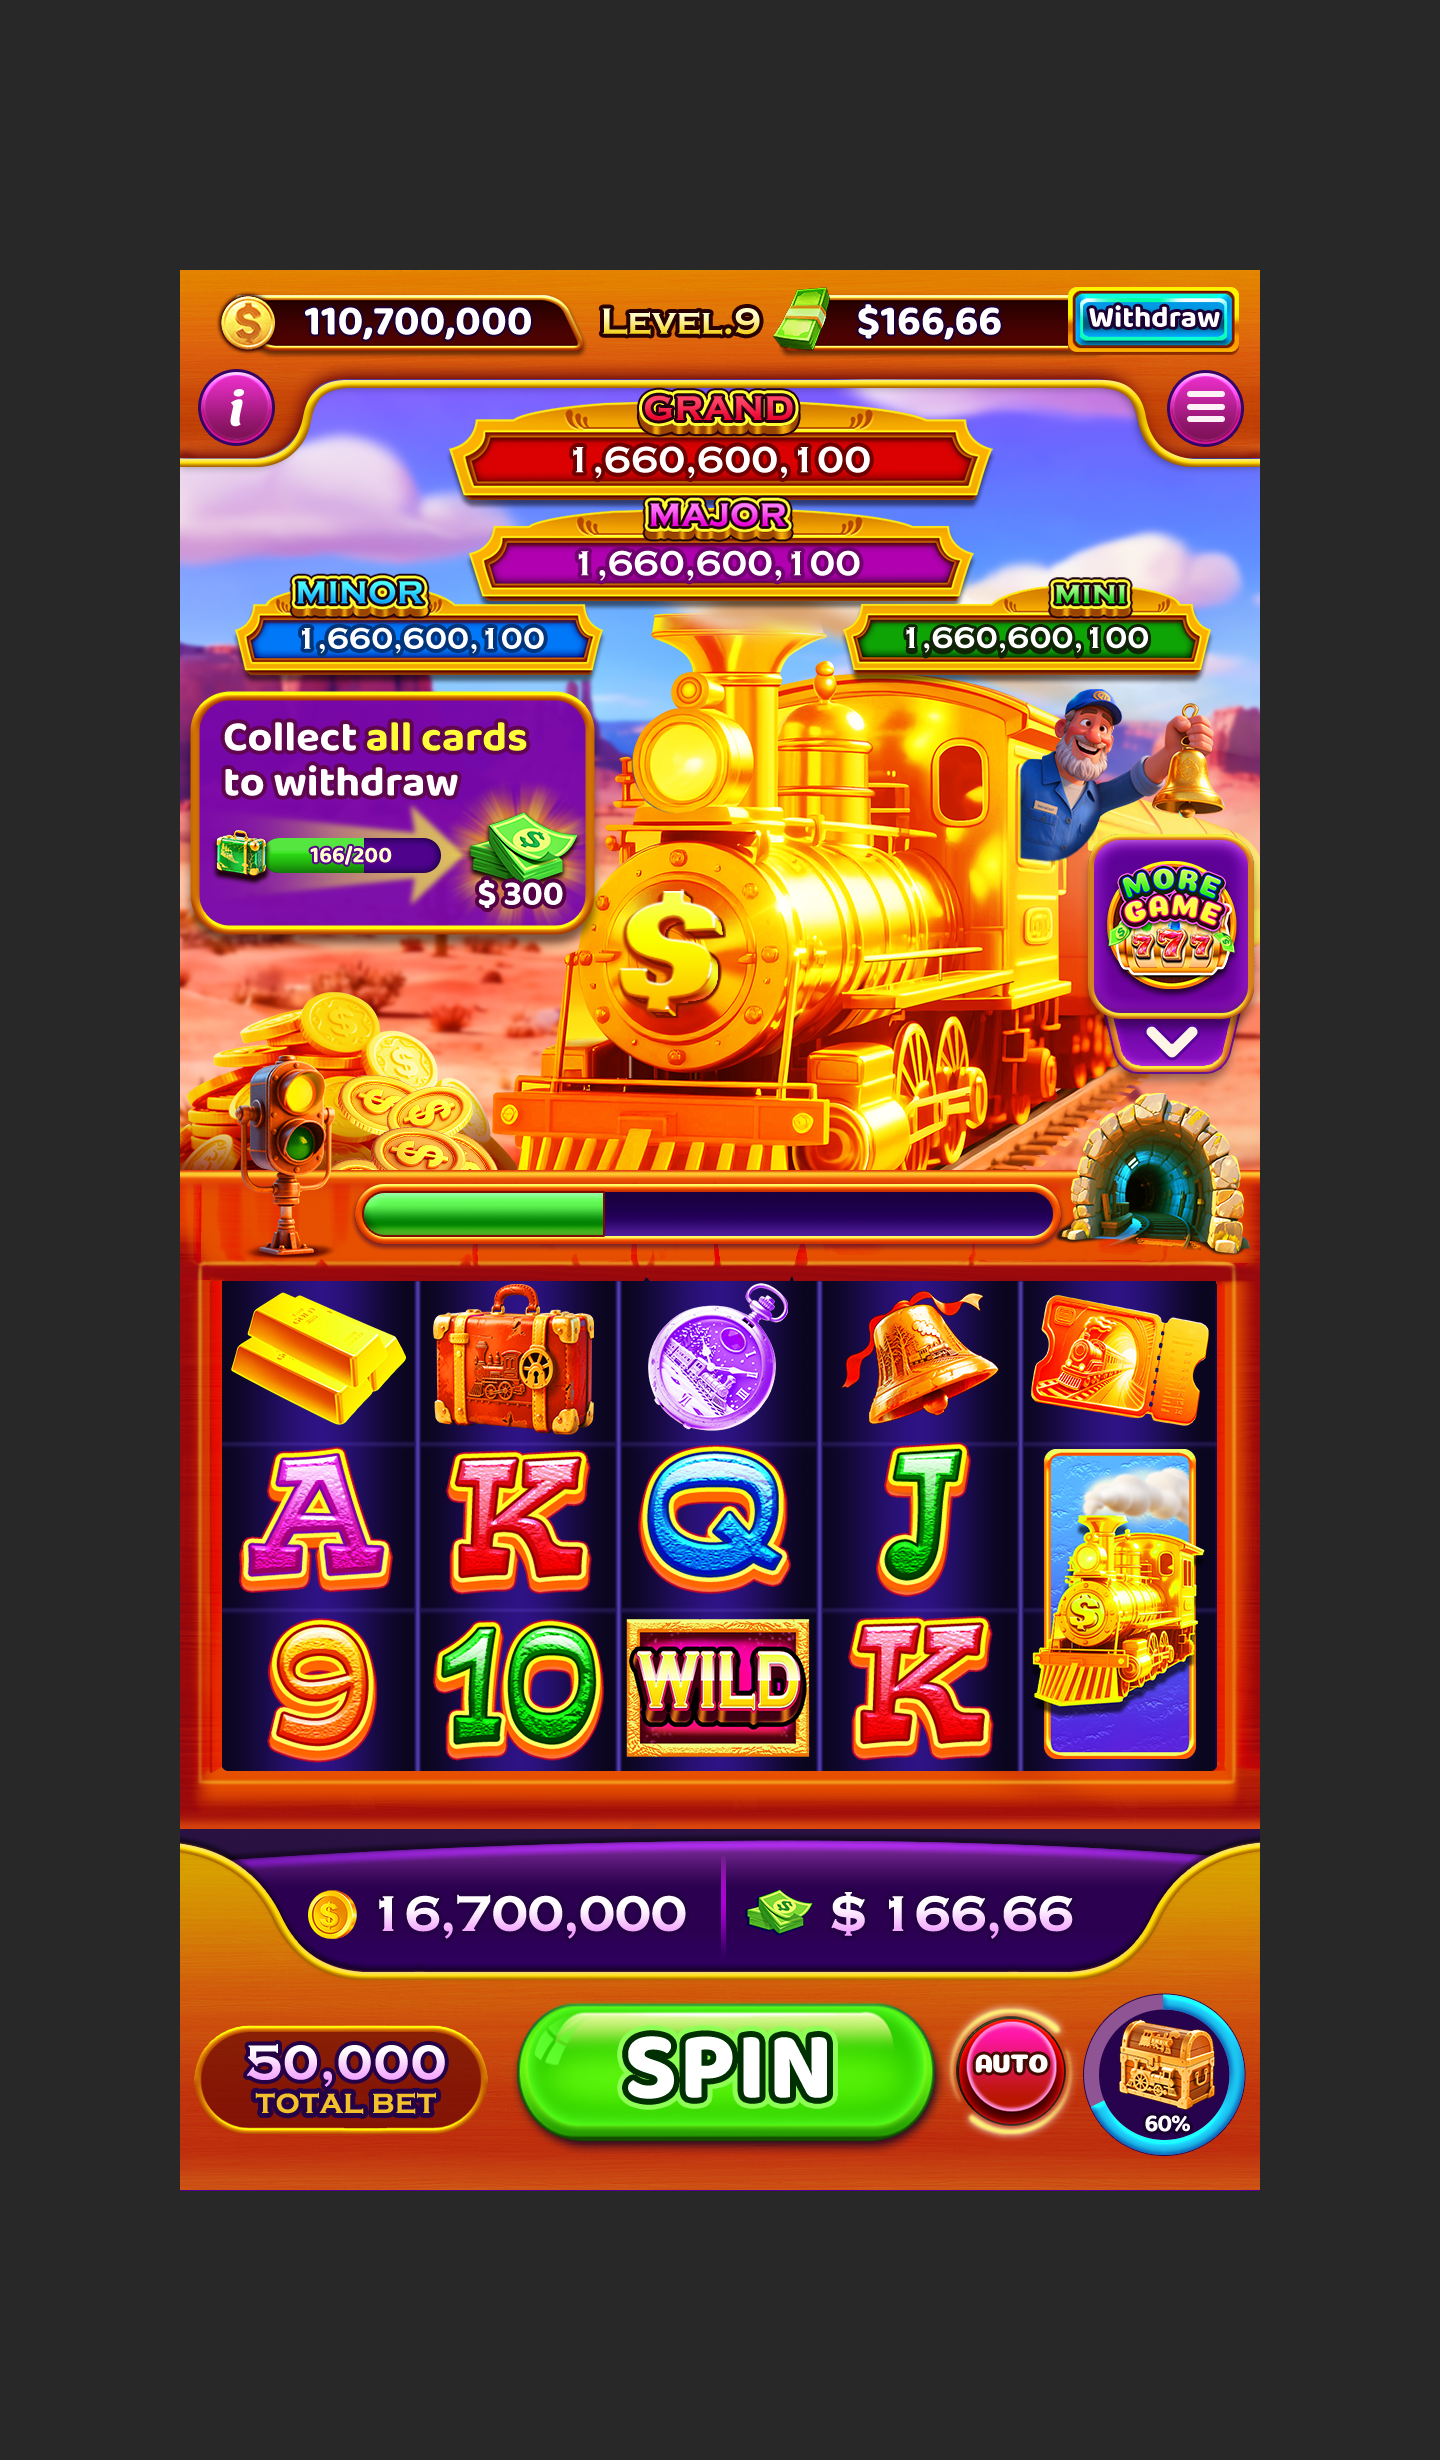 110,700,000
LEVEL.9
$166,66
Withdraw
i
GRAND
1,660,600,100
MAJOR
1,660,600,100
MINOR
1,660,600,100
MINI
1,660,600,100
Collect all cards
to withdraw
166/200
$ 300
MORE
GAME
777
A K Q J
9 10 WILD K
16,700,000
$ 166,66
50,000
TOTAL BET
SPIN
AUTO
60%